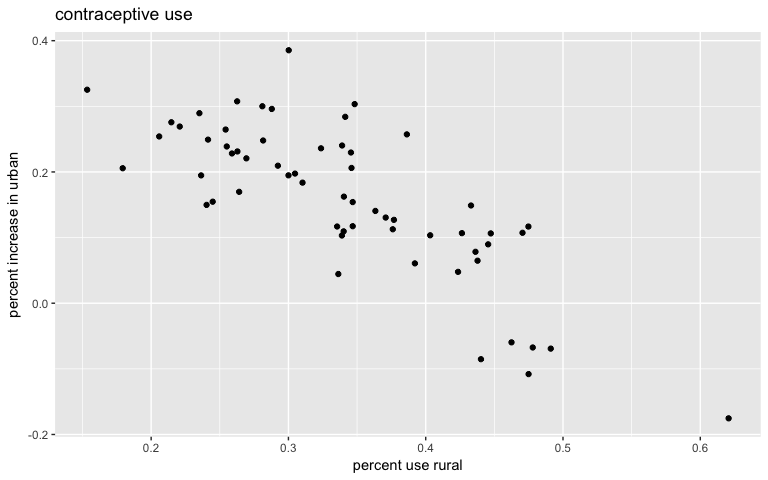 contraceptive use
percent increase in urban
0.4
0.2
0.0
-0.2
0.2 0.3 0.4 0.5 0.6
percent use rural